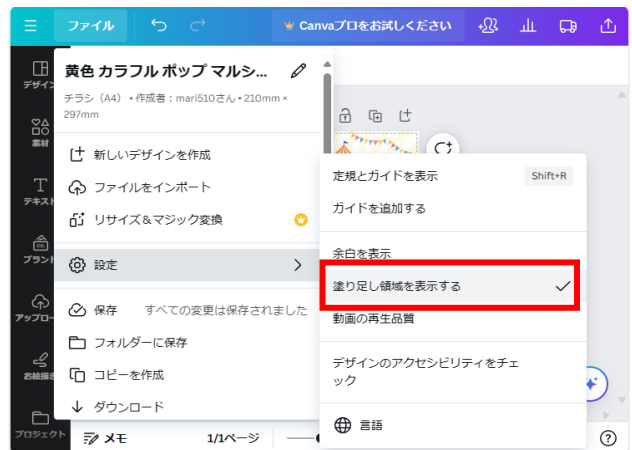 ファイル
Canvaプロをお試しください
デザイン
素材
テキスト
ブランド
アップロー
お絵描き
プロジェクト
黄色 カラフル ポップ マルシ...
チラシ（A4）・作成者：mari510さん・210mm ×
297mm
新しいデザインを作成
ファイルをインポート
リサイズ＆マジック変換
設定
保存 すべての変更は保存されました
フォルダーに保存
コピーを作成
ダウンロード
定規とガイドを表示 Shift+R
ガイドを追加する
余白を表示
塗り足し領域を表示する
動画の再生品質
デザインのアクセシビリティをチェ
ック
言語
メモ 1/1ページ